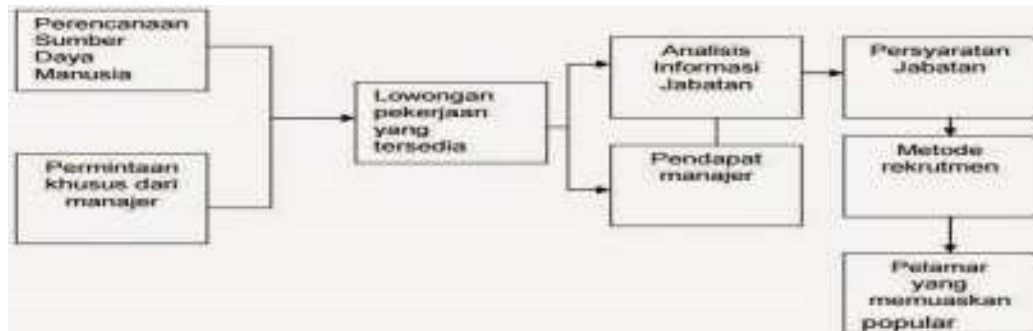 Perencanaan
Sumber
Daya
Manusia
Permintaan
khusus dari
manajer
Lowongan
pekerjaan
yang
tersedia
Analisis
Informasi
Jabatan
Pendapat
manajer
Persyaratan
Jabatan
Metode
rekrutmen
Pelamar
yang
memuaskan
popular